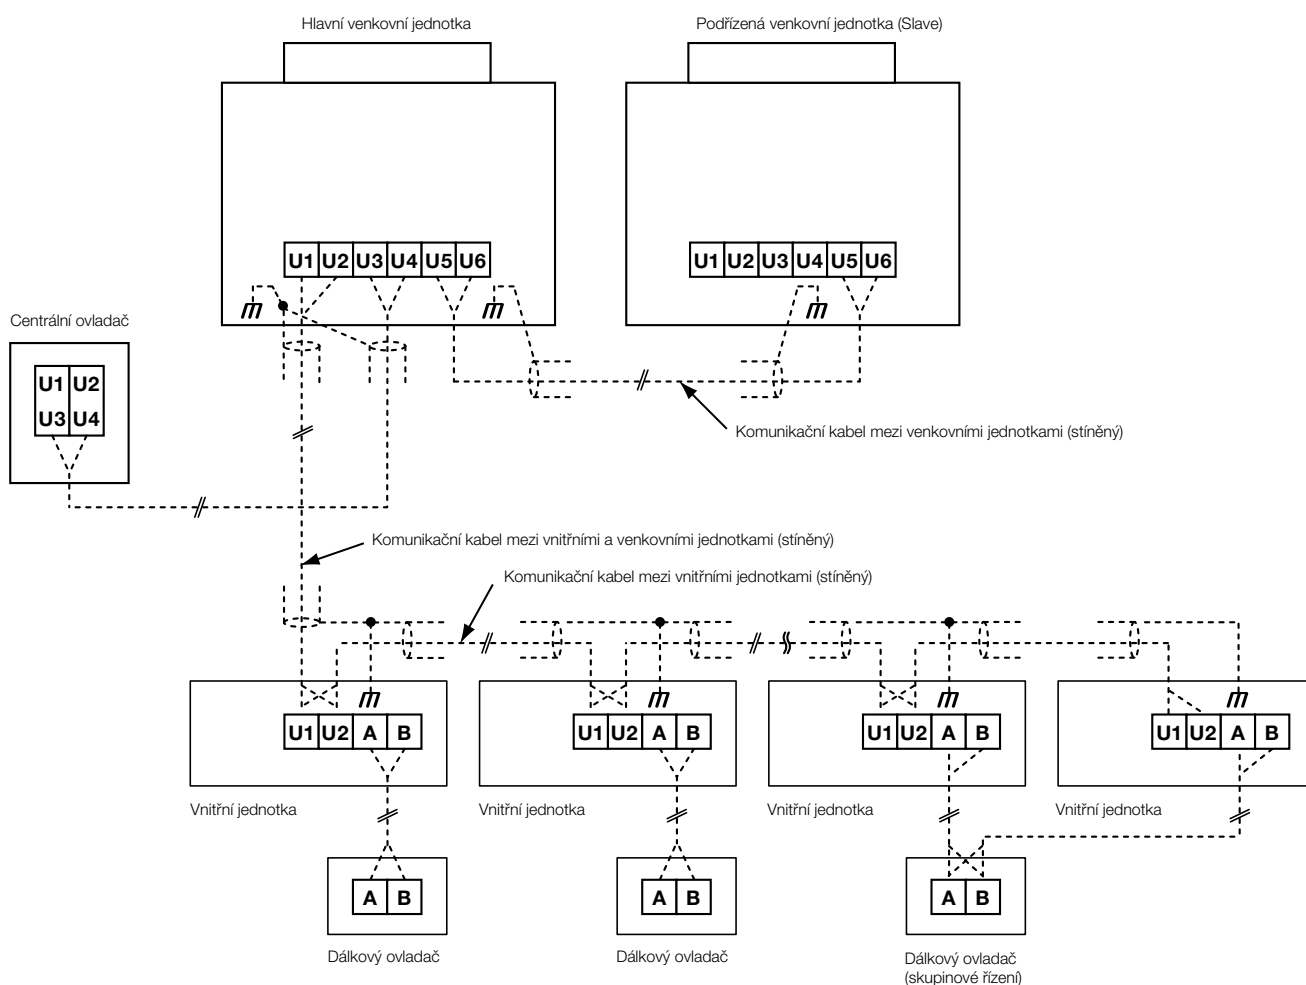 Hlavní venkovní jednotka
Podřízená venkovní jednotka (Slave)
U1 U2 U3 U4 U5 U6
U1 U2 U3 U4 U5 U6
Centrální ovladač
U1 U2
U3 U4
Komunikační kabel mezi venkovními jednotkami (stíněný)
Komunikační kabel mezi vnitřními a venkovními jednotkami (stíněný)
Komunikační kabel mezi vnitřními jednotkami (stíněný)
U1 U2 A B
U1 U2 A B
U1 U2 A B
U1 U2 A B
Vnitřní jednotka
Vnitřní jednotka
Vnitřní jednotka
Vnitřní jednotka
A B
A B
A B
Dálkový ovladač
Dálkový ovladač
Dálkový ovladač
(skupinové řízení)